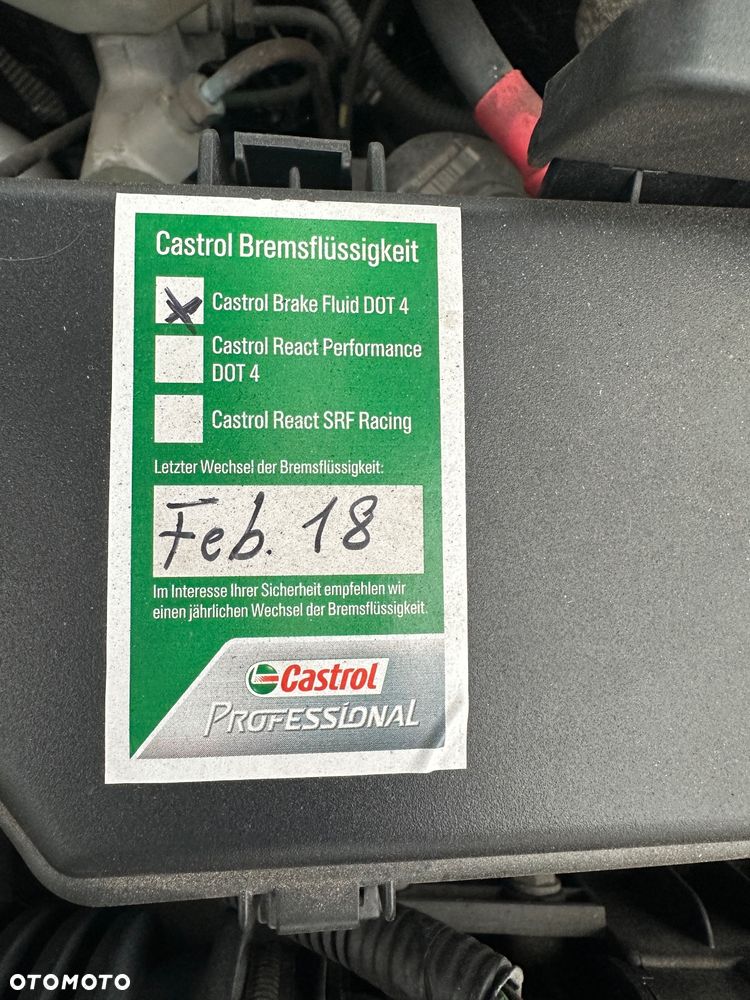 Castrol Bremsflüssigkeit
Castrol Brake Fluid DOT 4
Castrol React Performance
DOT 4
Castrol React SRF Racing
Letzter Wechsel der Bremsflüssigkeit:
Feb. 18
Im Interesse Ihrer Sicherheit empfehlen wir
einen jährlichen Wechsel der Bremsflüssigkeit.
Castrol
PROFESSIONAL
OTOMOTO